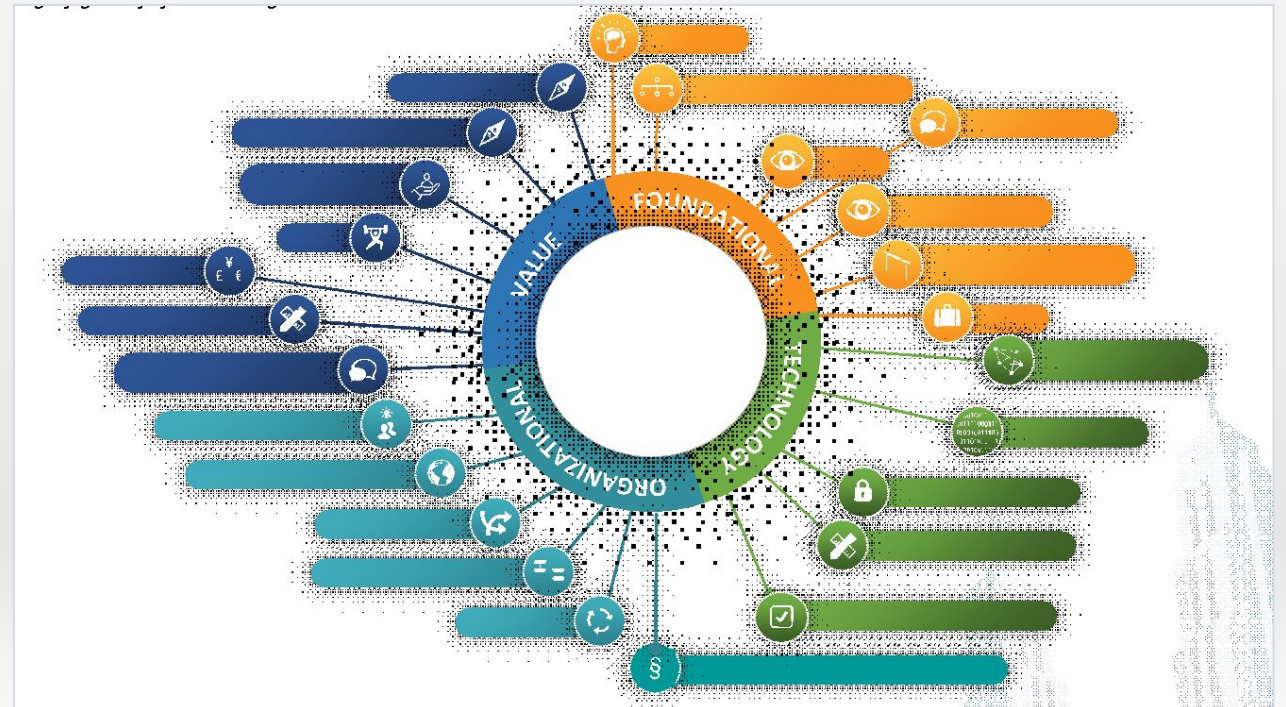 FOUNDATIONAL
VALUE
TECHNOLOGY
ORGANIZATIONAL
¥
£ €
§